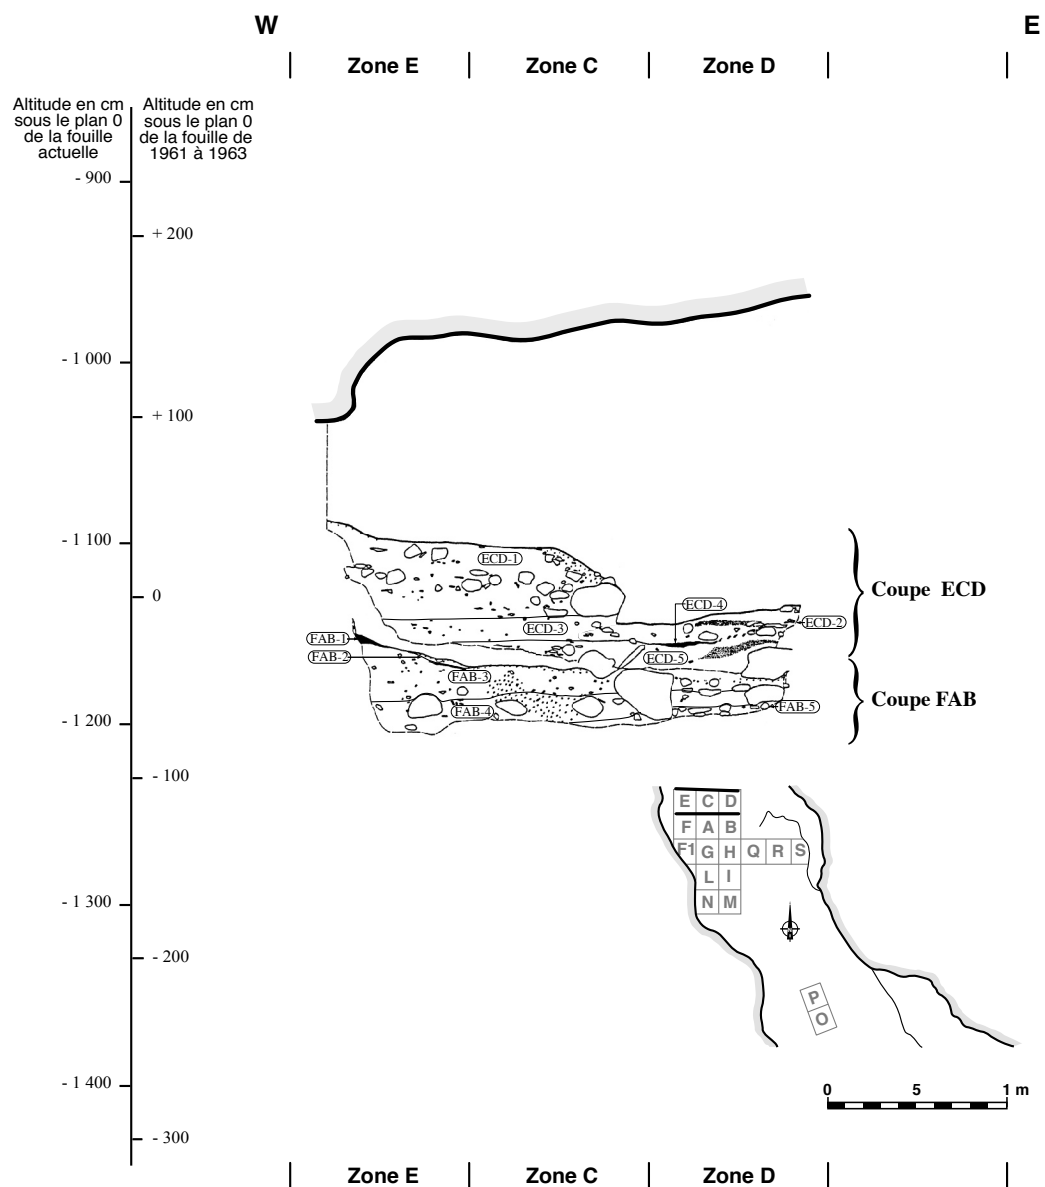 W
E
Zone E
Zone C
Zone D
Altitude en cm
sous le plan 0
de la fouille
actuelle
Altitude en cm
sous le plan 0
de la fouille de
1961 à 1963
- 900
+ 200
- 1 000
+ 100
- 1 100
0
- 1 200
- 100
- 1 300
- 200
- 1 400
- 300
ECD-1
ECD-4
ECD-2
ECD-3
ECD-5
FAB-1
FAB-2
FAB-3
FAB-4
FAB-5
Coupe ECD
Coupe FAB
E C D
F A B
F1 G H Q R S
L I
N M
P
O
N
0 5 1 m
Zone E
Zone C
Zone D